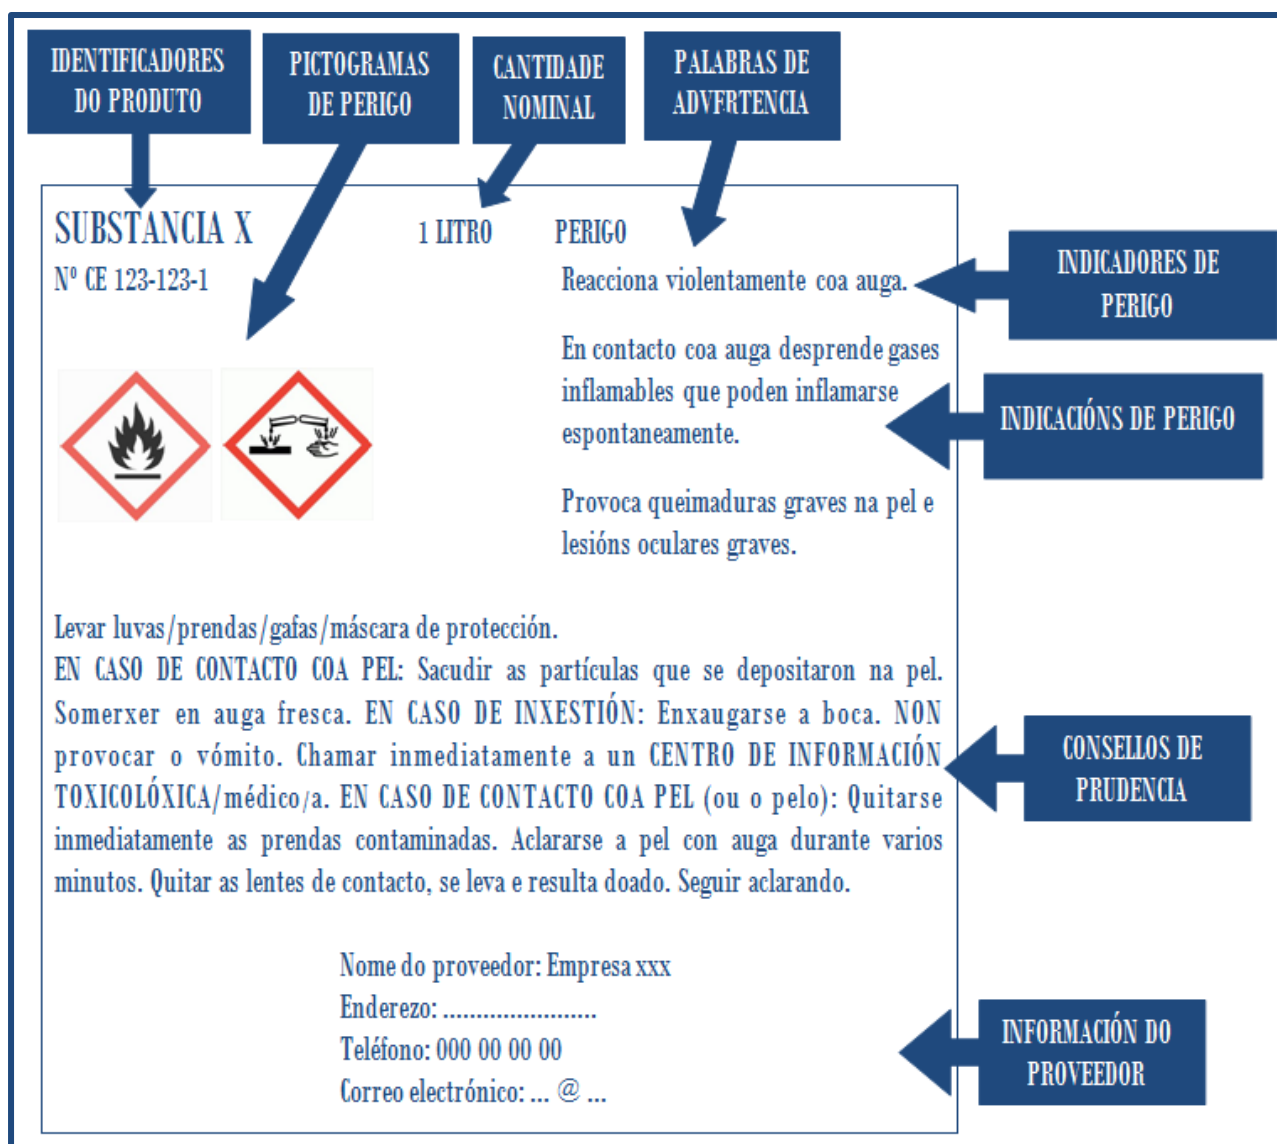 IDENTIFICADORES
DO PRODUTO
PICTOGRAMAS
DE PERIGO
CANTIDADE
NOMINAL
PALABRAS DE
ADVERTENCIA
SUBSTANCIA X
Nº CE 123-123-1
1 LITRO
PERIGO
Reacciona violentamente coa auga.
INDICADORES DE
PERIGO
En contacto coa auga desprende gases
inflamables que poden inflamarse
espontaneamente.
INDICACIÓNS DE PERIGO
Provoca queimaduras graves na pel e
lesións oculares graves.
Levar luvas/prendas/gafas/máscara de protección.
EN CASO DE CONTACTO COA PEL: Sacudir as partículas que se depositaron na pel.
Somerxer en auga fresca. EN CASO DE INXESTIÓN: Enxaugarse a boca. NON
provocar o vómito. Chamar inmediatamente a un CENTRO DE INFORMACIÓN
TOXICOLÓXICA/médico/a. EN CASO DE CONTACTO COA PEL (ou o pelo): Quitarse
inmediatamente as prendas contaminadas. Aclararse a pel con auga durante varios
minutos. Quitar as lentes de contacto, se leva e resulta doado. Seguir aclarando.
CONSELLOS DE
PRUDENCIA
Nome do proveedor: Empresa xxx
Enderezo: .......................
Teléfono: 000 00 00 00
Correo electrónico: ... @ ...
INFORMACIÓN DO
PROVEEDOR